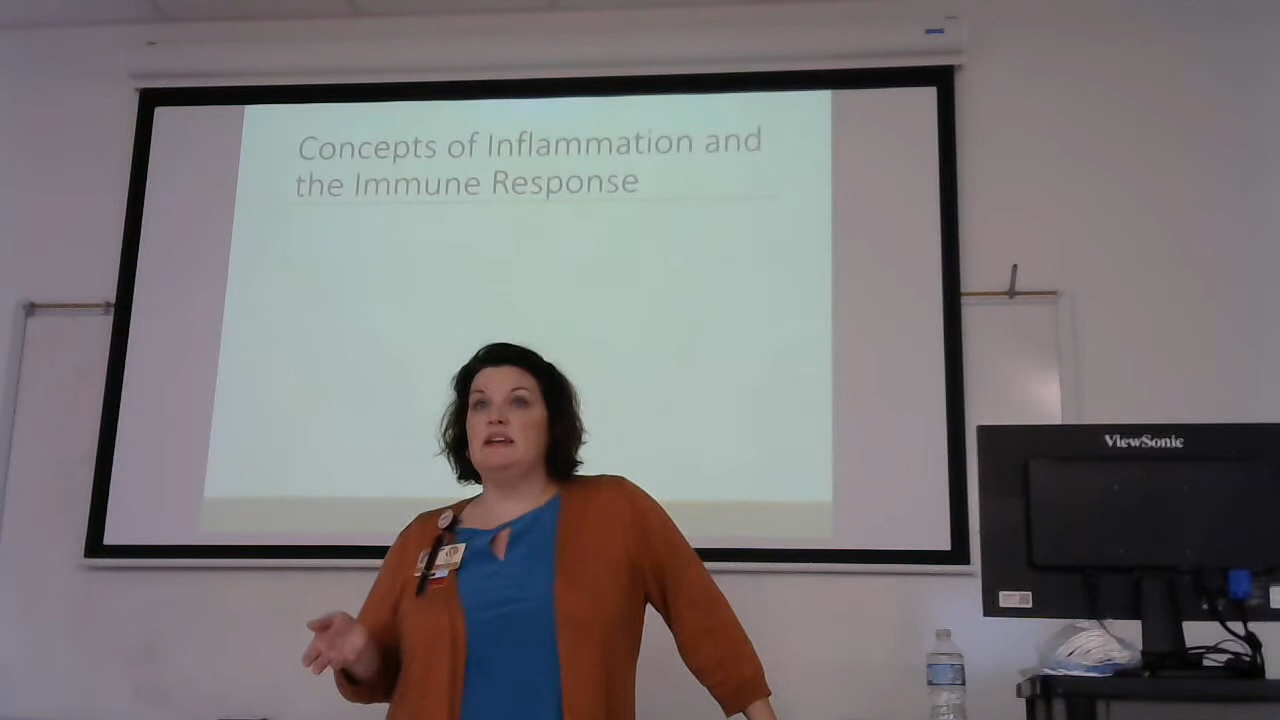 Concepts of Inflammation and
the Immune Response
ViewSonic